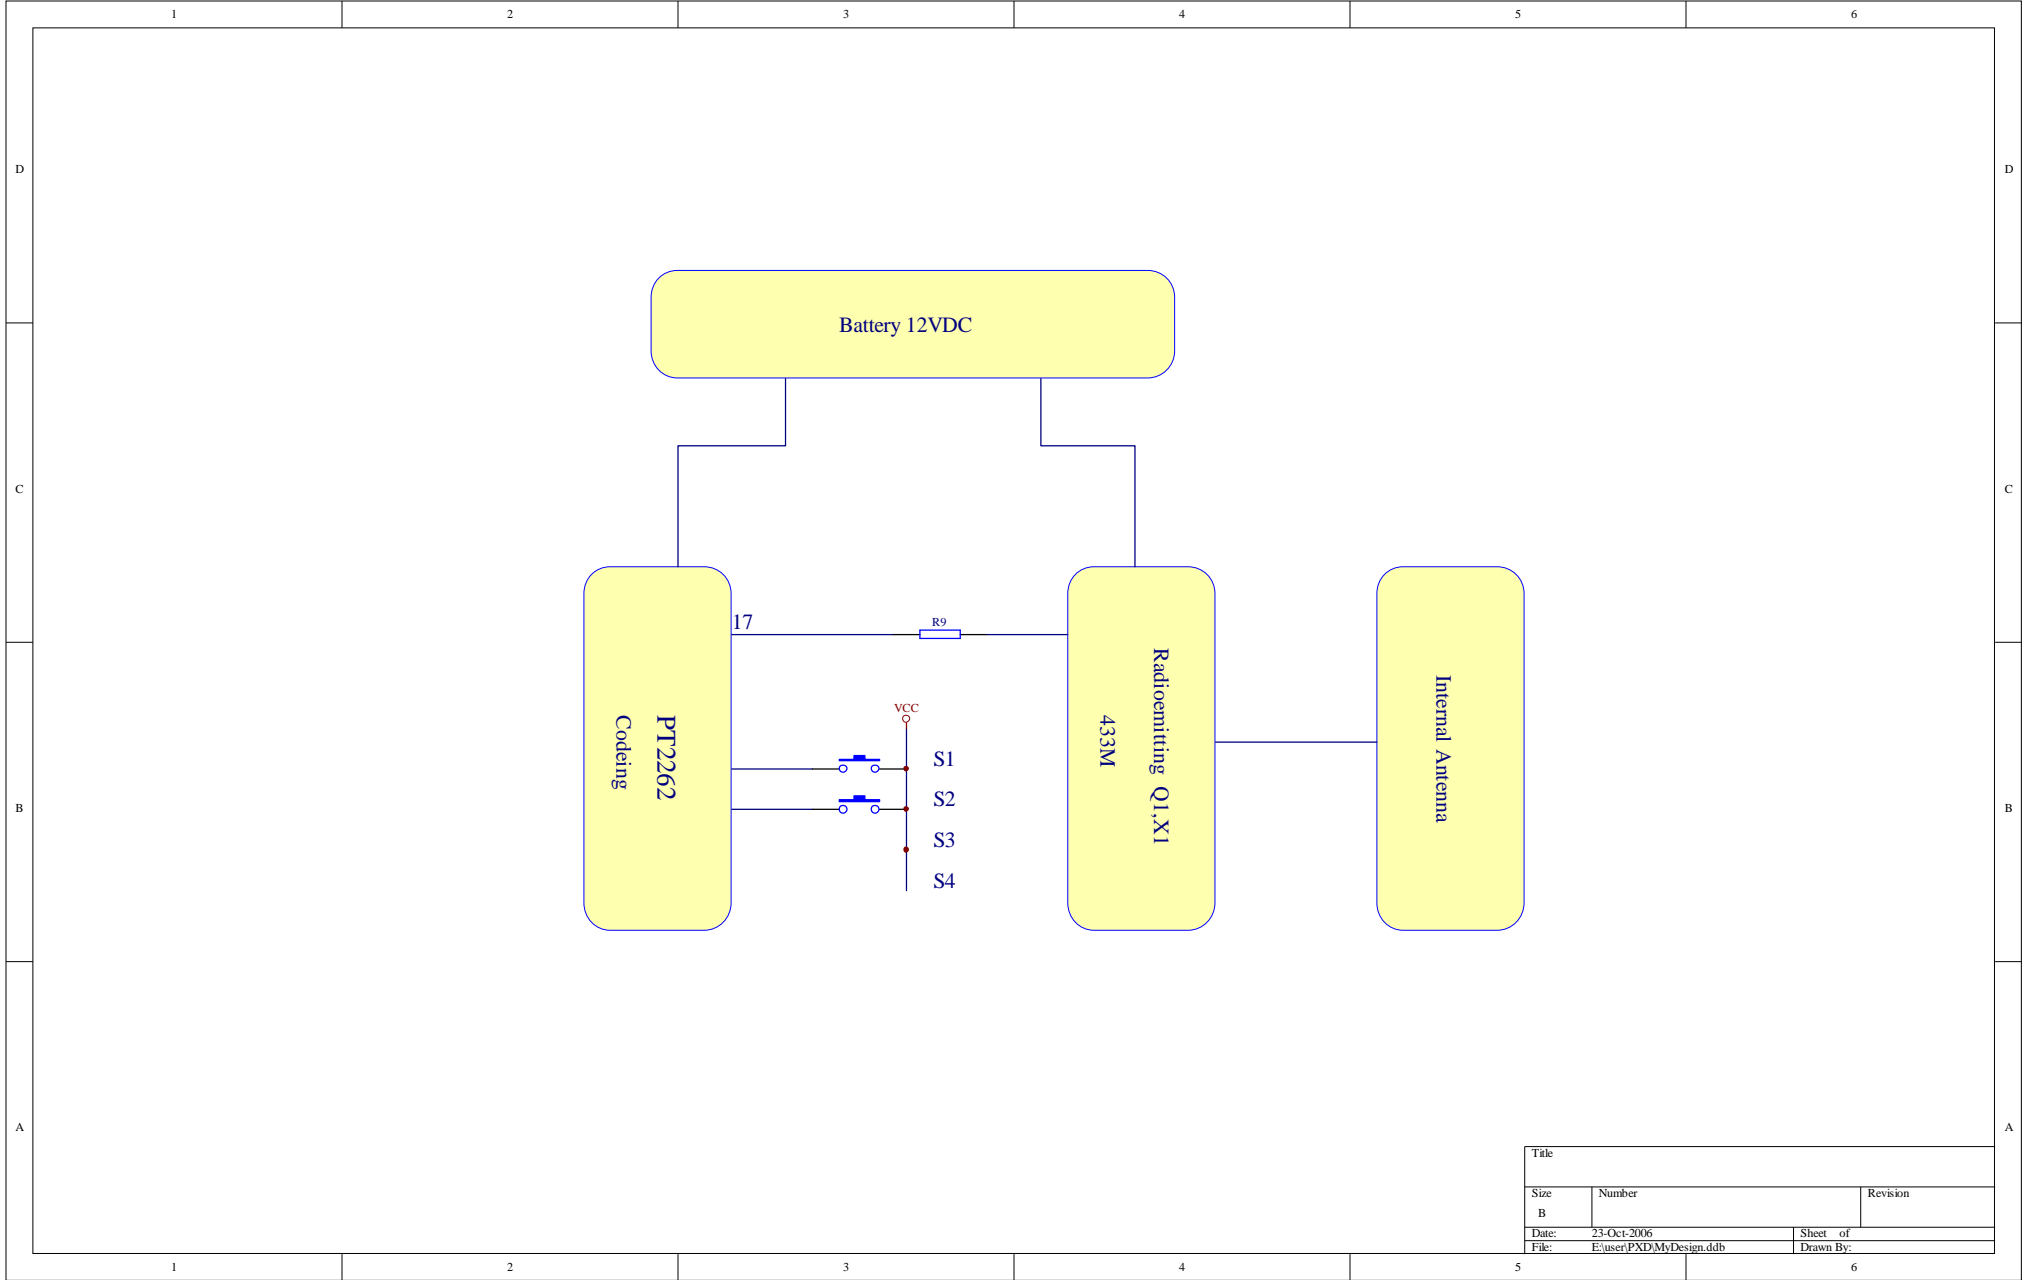 1 2 3 4 5 6
D D
Battery 12VDC
C C
17
R9
VCC
S1
S2
S3
S4
PT2262
Codeing
Radioemitting Q1,X1
433M
Internal Antenna
B B
A A
Title
Size Number Revision
B
Date: 23-Oct-2006 Sheet of
File: E:\user\PXD\MyDesign.ddb Drawn By:
1 2 3 4 5 6